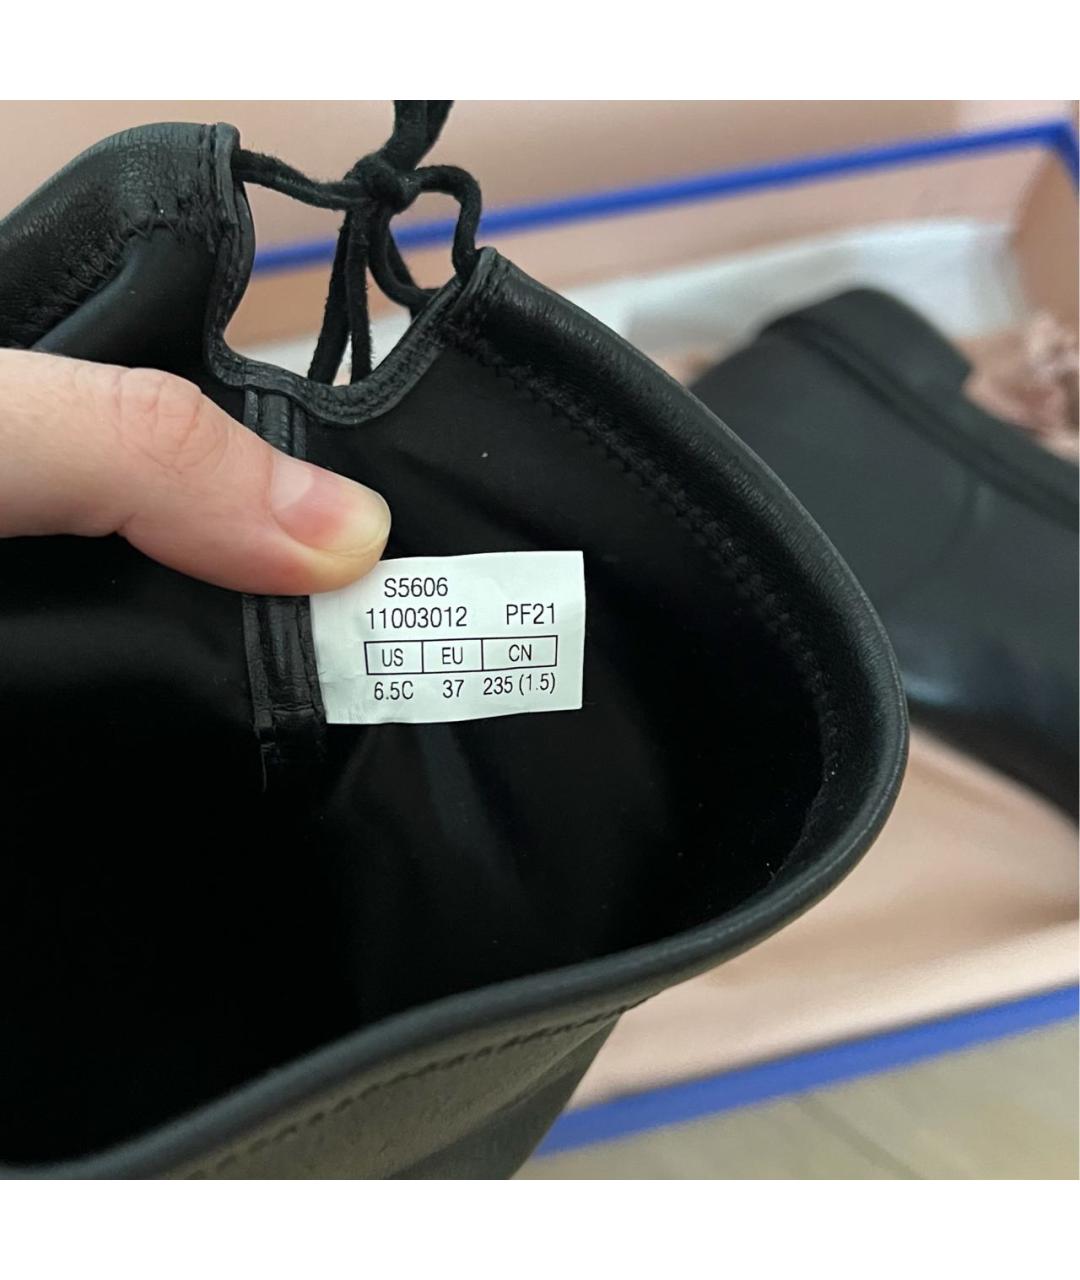 S5606
11003012 PF21
US EU CN
6.5C 37 235 (1.5)